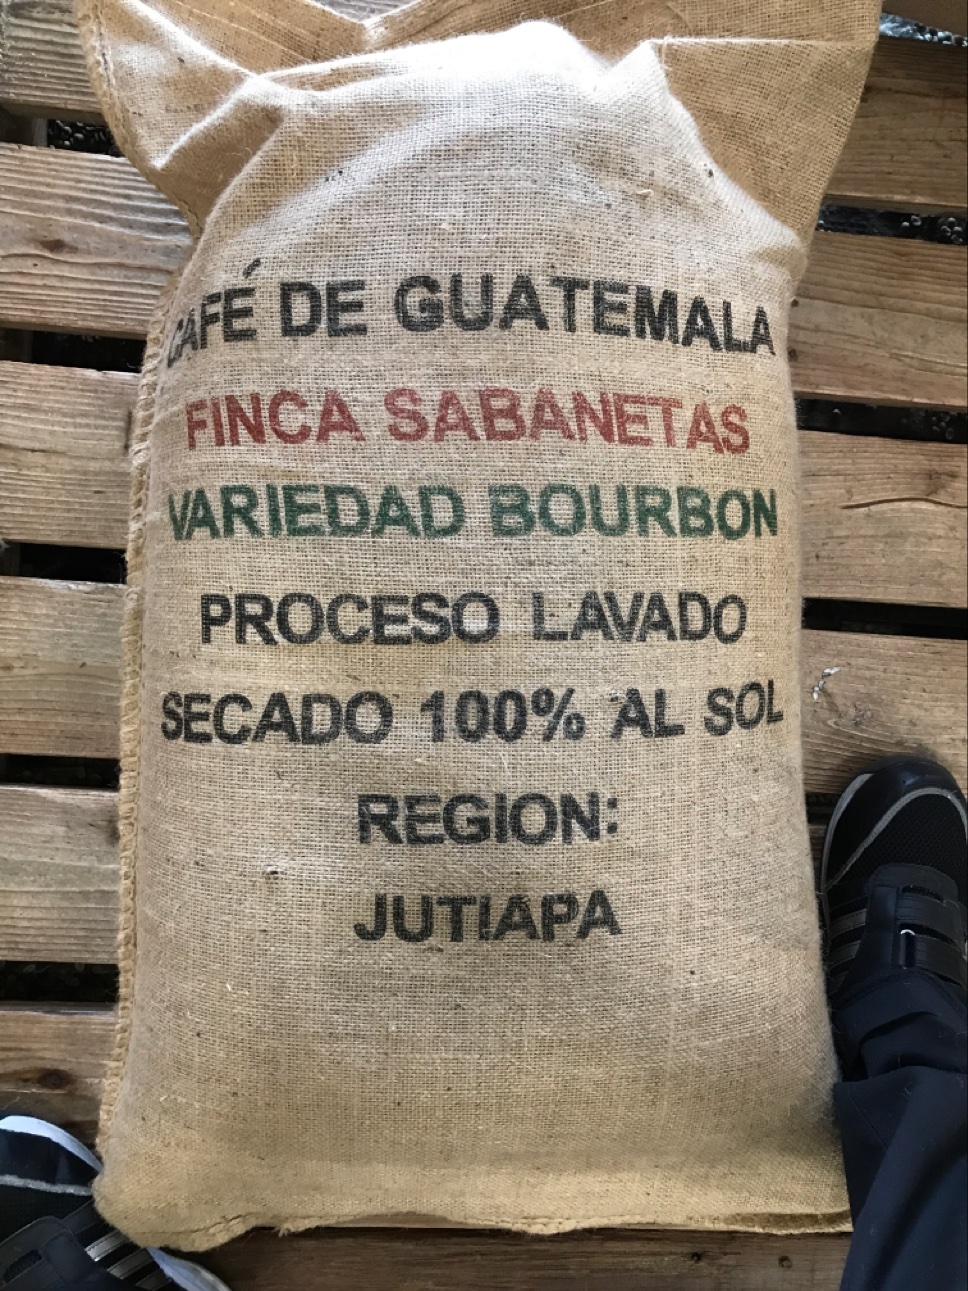 CAFÉ DE GUATEMALA
FINCA SABANETAS
VARIEDAD BOURBON
PROCESO LAVADO
SECADO 100% AL SOL
REGION:
JUTIAPA